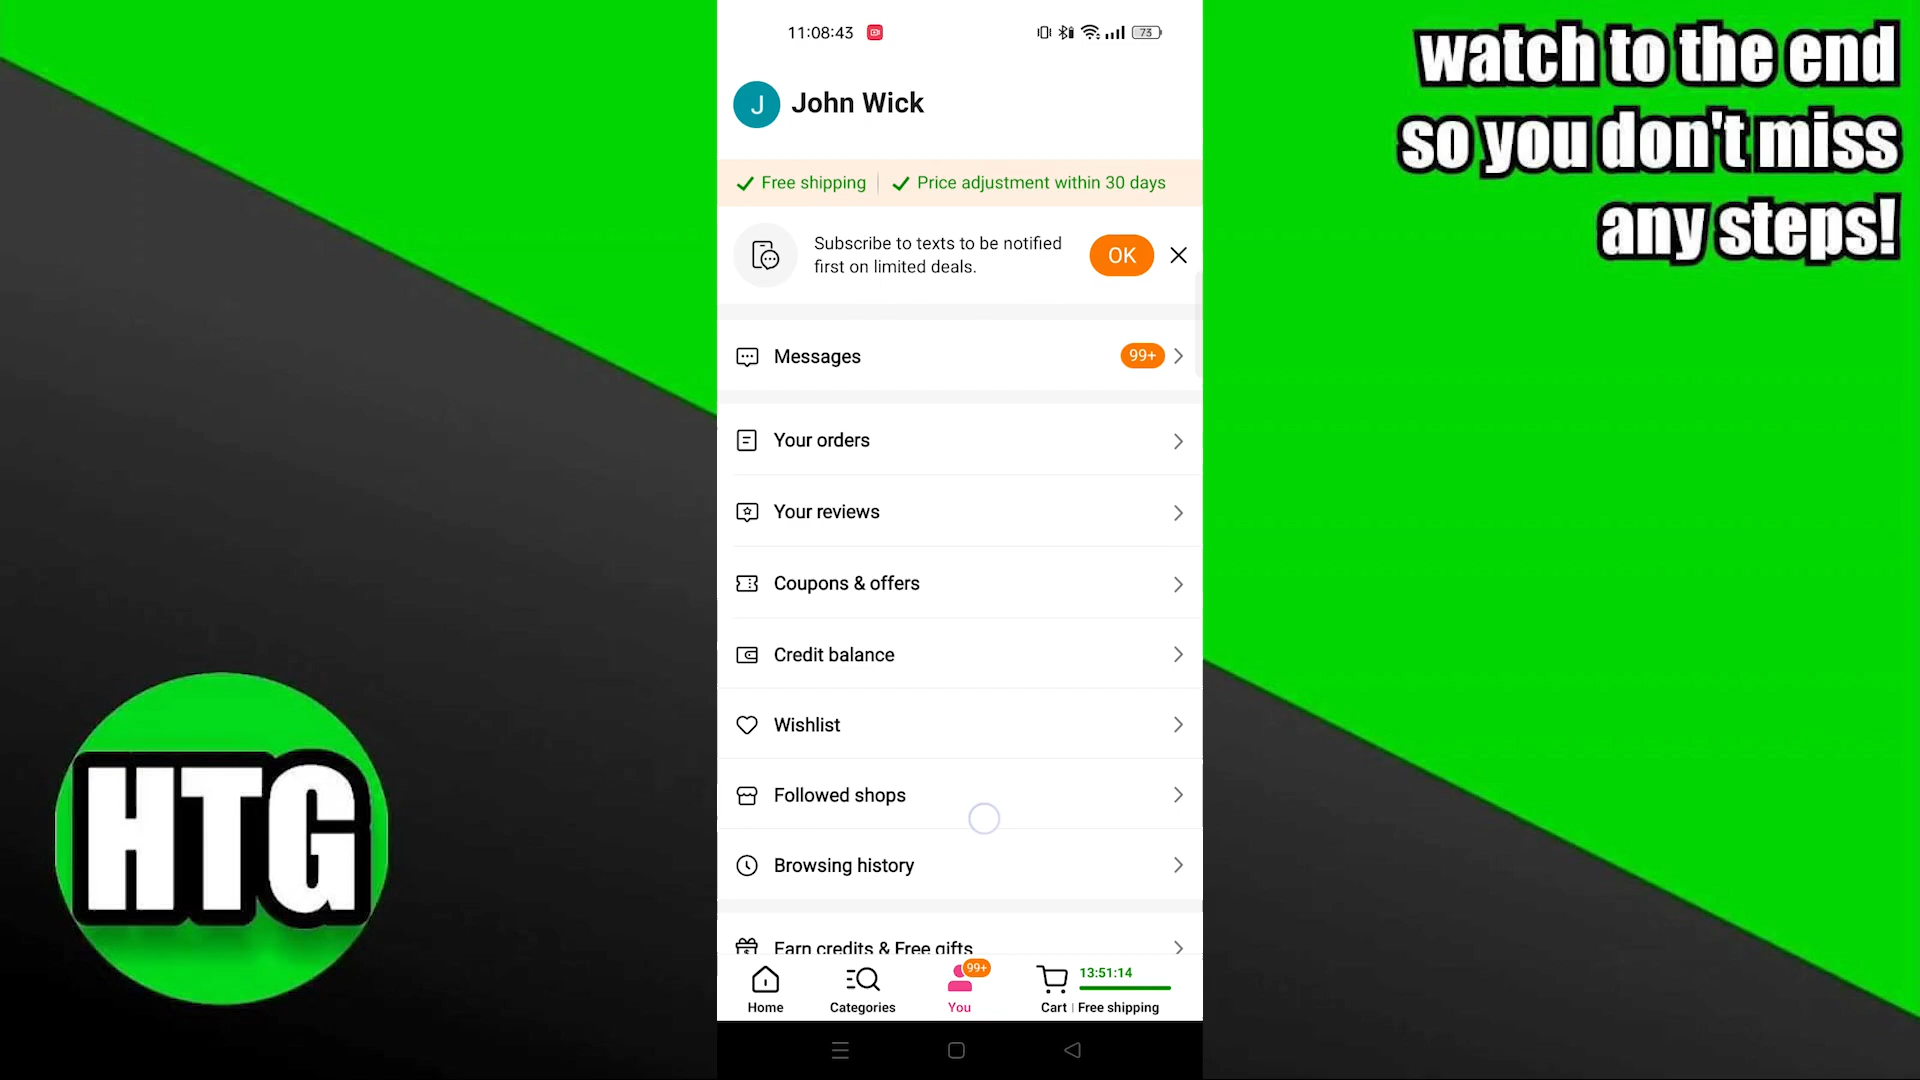 watch to the end
so you don't miss
any steps!
11:08:43
73
J
John Wick
Free shipping
Price adjustment within 30 days
Subscribe to texts to be notified
first on limited deals.
OK
Messages
99+
Your orders
Your reviews
Coupons & offers
Credit balance
Wishlist
Followed shops
Browsing history
Earn credits & Free gifts
99+
13:51:14
Home
Categories
You
Cart | Free shipping
HTG